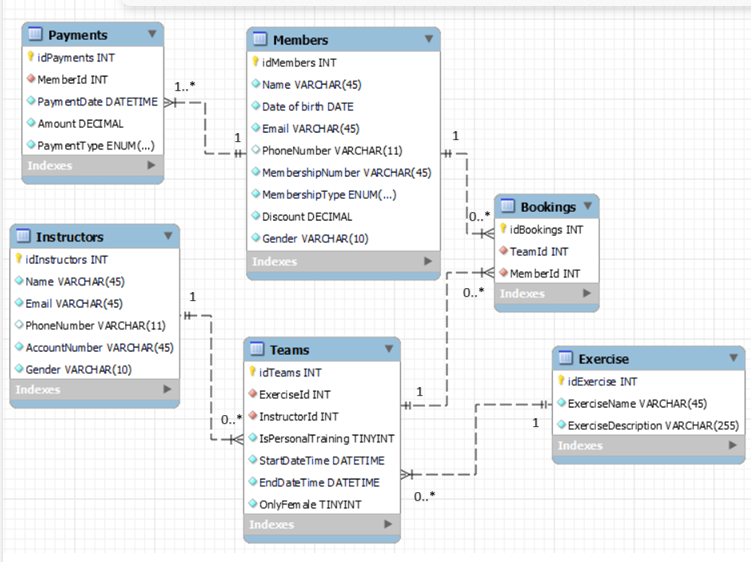 Payments
idPayments INT
MemberId INT
PaymentDate DATETIME
Amount DECIMAL
PaymentType ENUM(...)
Indexes
1..*
1
Members
idMembers INT
Name VARCHAR(45)
Date of birth DATE
Email VARCHAR(45)
PhoneNumber VARCHAR(11)
MembershipNumber VARCHAR(45)
MembershipType ENUM(...)
Discount DECIMAL
Gender VARCHAR(10)
Indexes
1
0..*
Bookings
idBookings INT
TeamId INT
MemberId INT
Indexes
0..*
Instructors
idInstructors INT
Name VARCHAR(45)
Email VARCHAR(45)
PhoneNumber VARCHAR(11)
AccountNumber VARCHAR(45)
Gender VARCHAR(10)
Indexes
1
0..*
Teams
idTeams INT
ExerciseId INT
InstructorId INT
IsPersonalTraining TINYINT
StartDateTime DATETIME
EndDateTime DATETIME
OnlyFemale TINYINT
Indexes
1
0..*
Exercise
idExercise INT
ExerciseName VARCHAR(45)
ExerciseDescription VARCHAR(255)
Indexes
1